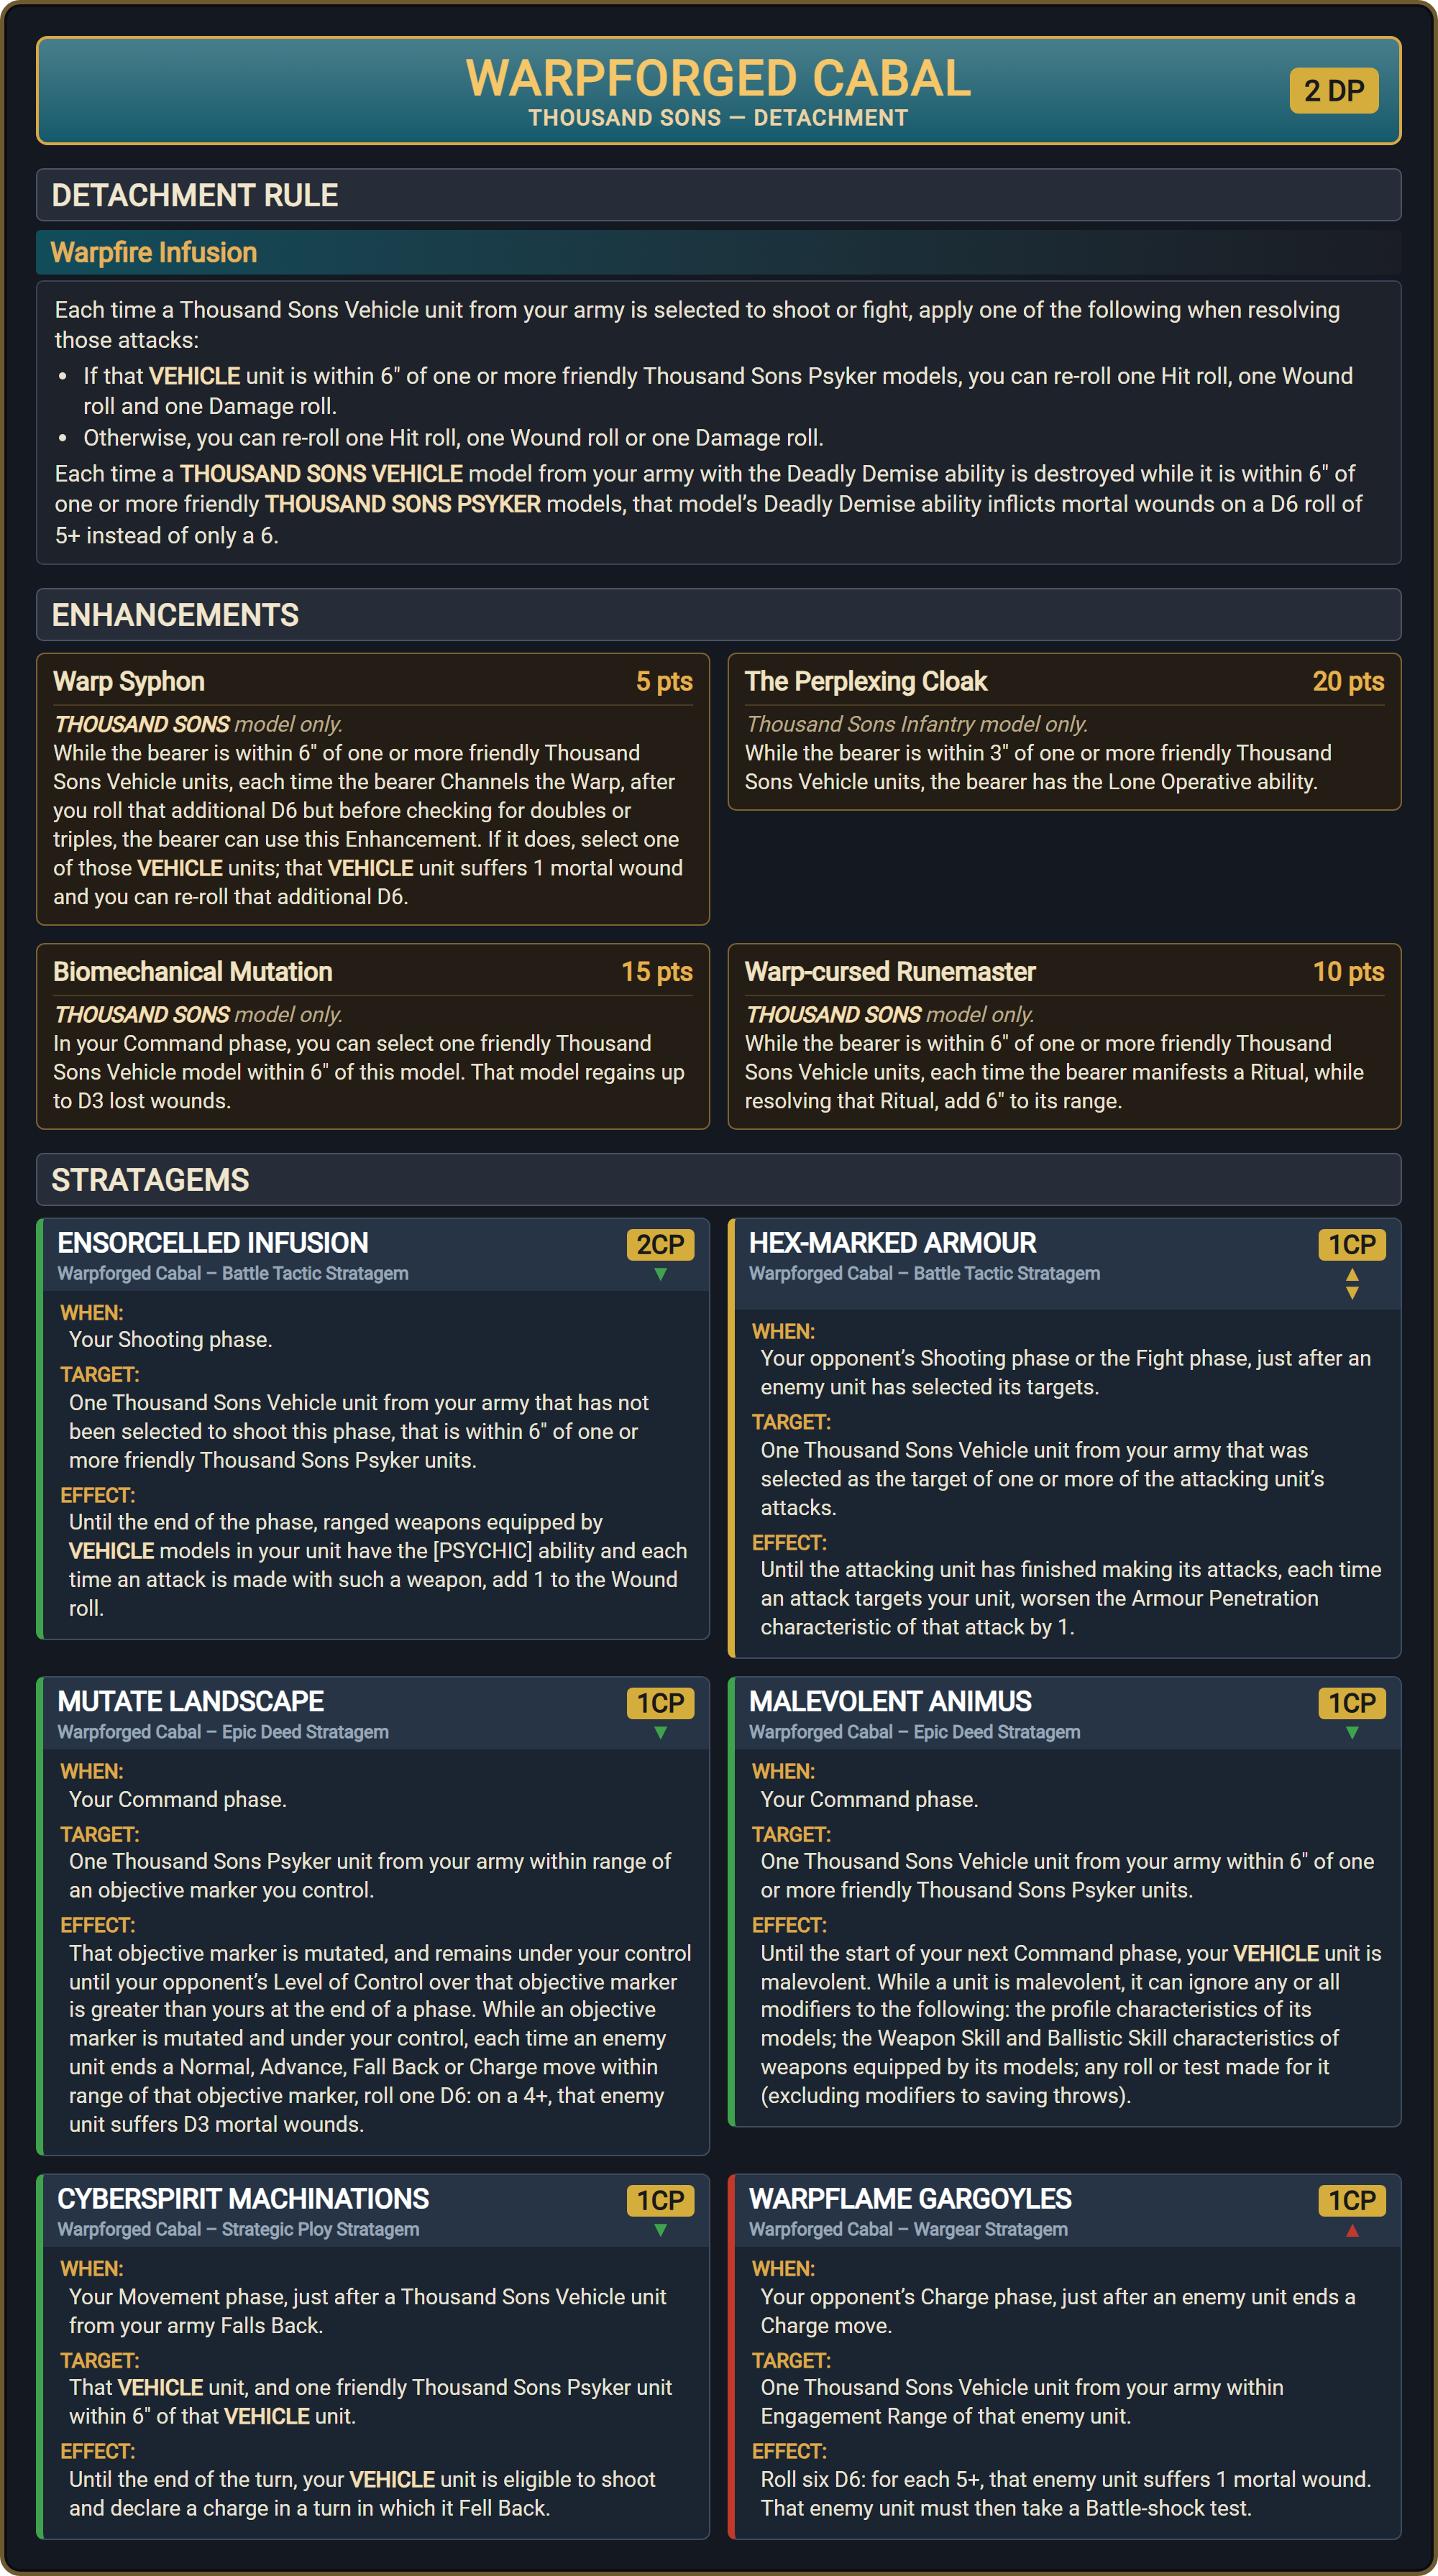 WARPFORGED CABAL
THOUSAND SONS — DETACHMENT
2 DP
DETACHMENT RULE
Warpfire Infusion
Each time a Thousand Sons Vehicle unit from your army is selected to shoot or fight, apply one of the following when resolving
those attacks:
• If that VEHICLE unit is within 6" of one or more friendly Thousand Sons Psyker models, you can re-roll one Hit roll, one Wound
roll and one Damage roll.
• Otherwise, you can re-roll one Hit roll, one Wound roll or one Damage roll.
Each time a THOUSAND SONS VEHICLE model from your army with the Deadly Demise ability is destroyed while it is within 6" of
one or more friendly THOUSAND SONS PSYKER models, that model’s Deadly Demise ability inflicts mortal wounds on a D6 roll of
5+ instead of only a 6.
ENHANCEMENTS
Warp Syphon
5 pts
THOUSAND SONS model only.
While the bearer is within 6" of one or more friendly Thousand
Sons Vehicle units, each time the bearer Channels the Warp, after
you roll that additional D6 but before checking for doubles or
triples, the bearer can use this Enhancement. If it does, select one
of those VEHICLE units; that VEHICLE unit suffers 1 mortal wound
and you can re-roll that additional D6.
The Perplexing Cloak
20 pts
Thousand Sons Infantry model only.
While the bearer is within 3" of one or more friendly Thousand
Sons Vehicle units, the bearer has the Lone Operative ability.
Biomechanical Mutation
15 pts
THOUSAND SONS model only.
In your Command phase, you can select one friendly Thousand
Sons Vehicle model within 6" of this model. That model regains up
to D3 lost wounds.
Warp-cursed Runemaster
10 pts
THOUSAND SONS model only.
While the bearer is within 6" of one or more friendly Thousand
Sons Vehicle units, each time the bearer manifests a Ritual, while
resolving that Ritual, add 6" to its range.
STRATAGEMS
ENSORCELLED INFUSION
2CP
Warpforged Cabal – Battle Tactic Stratagem
▼
WHEN:
Your Shooting phase.
TARGET:
One Thousand Sons Vehicle unit from your army that has not
been selected to shoot this phase, that is within 6" of one or
more friendly Thousand Sons Psyker units.
EFFECT:
Until the end of the phase, ranged weapons equipped by
VEHICLE models in your unit have the [PSYCHIC] ability and each
time an attack is made with such a weapon, add 1 to the Wound
roll.
HEX-MARKED ARMOUR
1CP
Warpforged Cabal – Battle Tactic Stratagem
▲
▼
WHEN:
Your opponent’s Shooting phase or the Fight phase, just after an
enemy unit has selected its targets.
TARGET:
One Thousand Sons Vehicle unit from your army that was
selected as the target of one or more of the attacking unit’s
attacks.
EFFECT:
Until the attacking unit has finished making its attacks, each time
an attack targets your unit, worsen the Armour Penetration
characteristic of that attack by 1.
MUTATE LANDSCAPE
1CP
Warpforged Cabal – Epic Deed Stratagem
▼
WHEN:
Your Command phase.
TARGET:
One Thousand Sons Psyker unit from your army within range of
an objective marker you control.
EFFECT:
That objective marker is mutated, and remains under your control
until your opponent’s Level of Control over that objective marker
is greater than yours at the end of a phase. While an objective
marker is mutated and under your control, each time an enemy
unit ends a Normal, Advance, Fall Back or Charge move within
range of that objective marker, roll one D6: on a 4+, that enemy
unit suffers D3 mortal wounds.
MALEVOLENT ANIMUS
1CP
Warpforged Cabal – Epic Deed Stratagem
▼
WHEN:
Your Command phase.
TARGET:
One Thousand Sons Vehicle unit from your army within 6" of one
or more friendly Thousand Sons Psyker units.
EFFECT:
Until the start of your next Command phase, your VEHICLE unit is
malevolent. While a unit is malevolent, it can ignore any or all
modifiers to the following: the profile characteristics of its
models; the Weapon Skill and Ballistic Skill characteristics of
weapons equipped by its models; any roll or test made for it
(excluding modifiers to saving throws).
CYBERSPIRIT MACHINATIONS
1CP
Warpforged Cabal – Strategic Ploy Stratagem
▼
WHEN:
Your Movement phase, just after a Thousand Sons Vehicle unit
from your army Falls Back.
TARGET:
That VEHICLE unit, and one friendly Thousand Sons Psyker unit
within 6" of that VEHICLE unit.
EFFECT:
Until the end of the turn, your VEHICLE unit is eligible to shoot
and declare a charge in a turn in which it Fell Back.
WARPFLAME GARGOYLES
1CP
Warpforged Cabal – Wargear Stratagem
▲
WHEN:
Your opponent’s Charge phase, just after an enemy unit ends a
Charge move.
TARGET:
One Thousand Sons Vehicle unit from your army within
Engagement Range of that enemy unit.
EFFECT:
Roll six D6: for each 5+, that enemy unit suffers 1 mortal wound.
That enemy unit must then take a Battle-shock test.